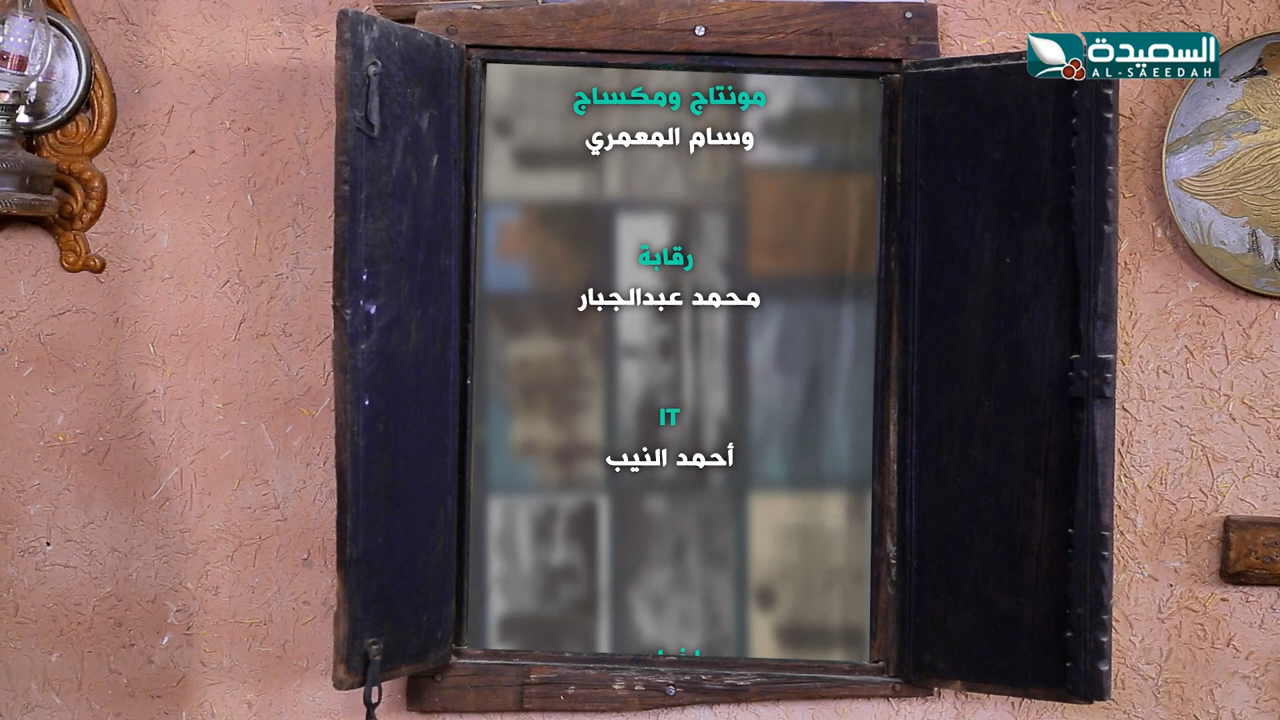 السعيدة
AL-SAEEDAH
مونتاج ومكساج
وسام المعمري
رقابة
محمد عبدالجبار
IT
أحمد النيب